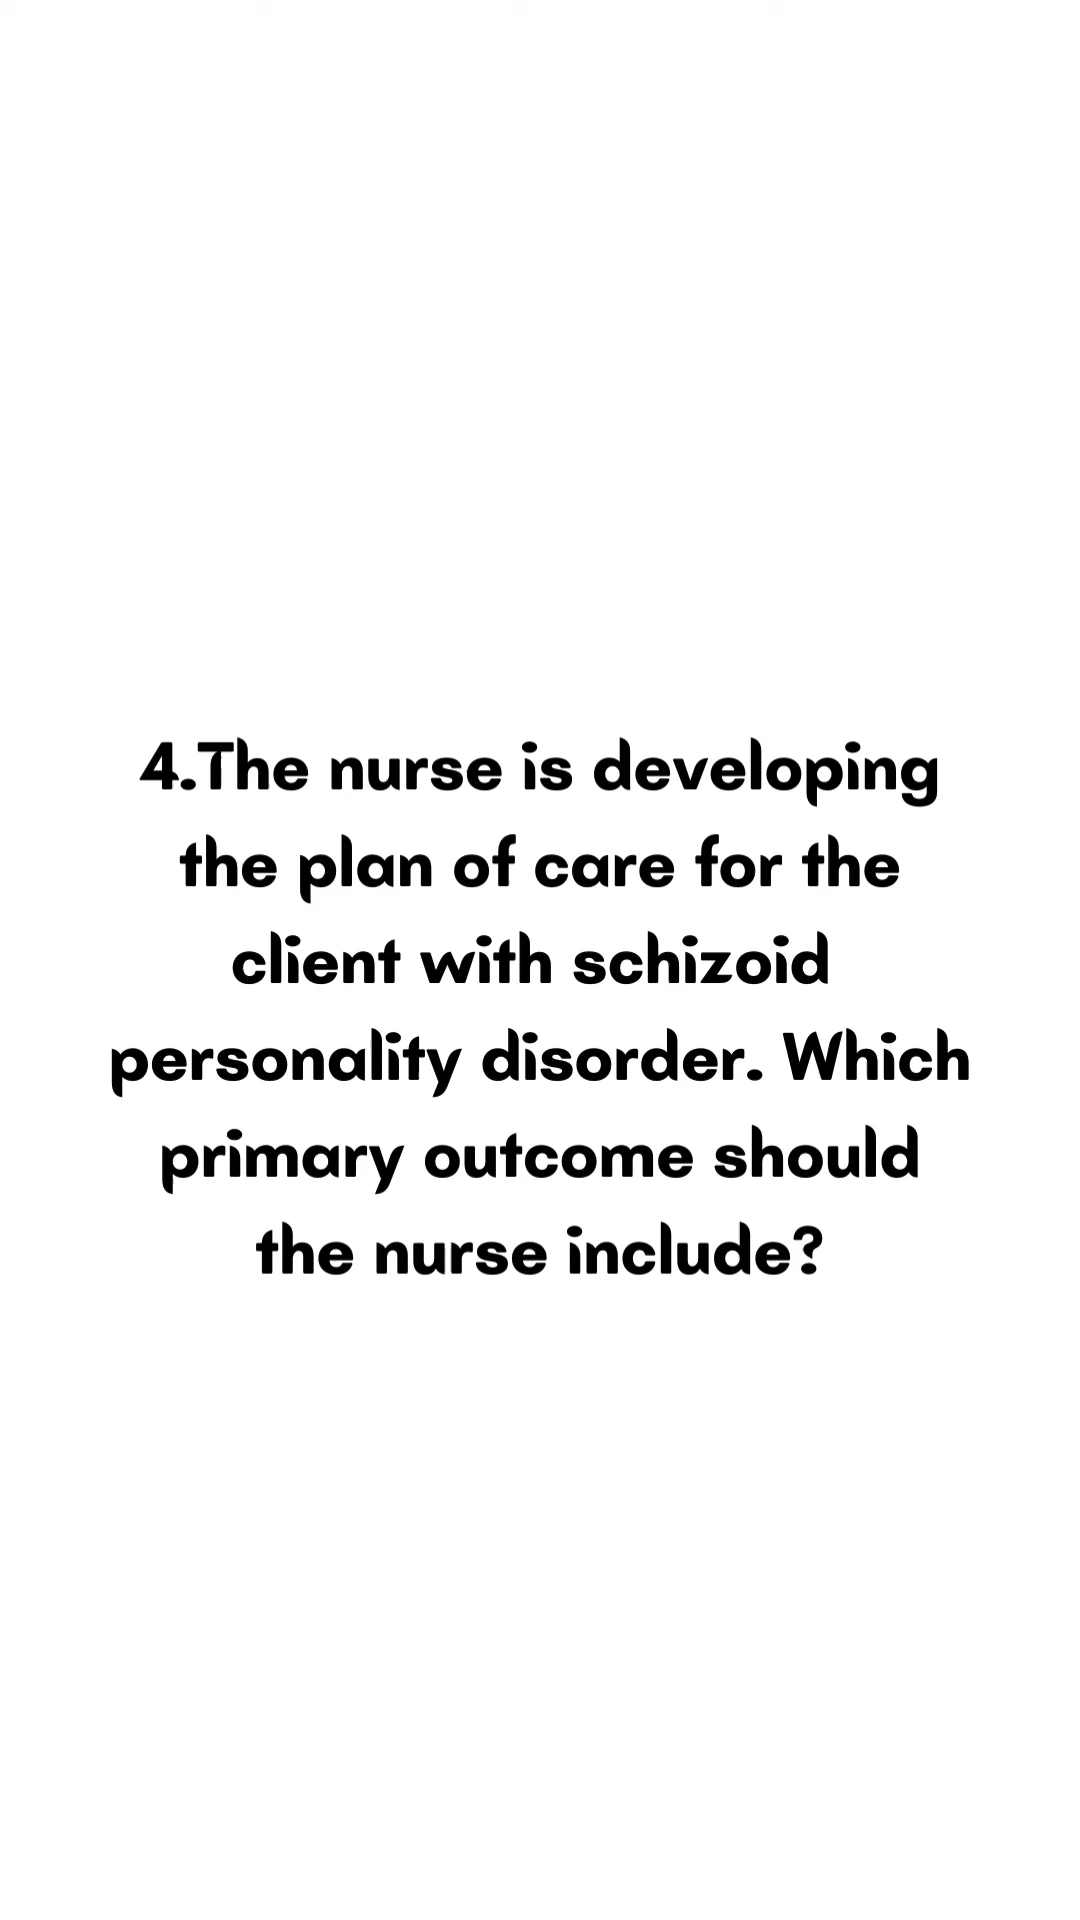 4.The nurse is developing
the plan of care for the
client with schizoid
personality disorder. Which
primary outcome should
the nurse include?